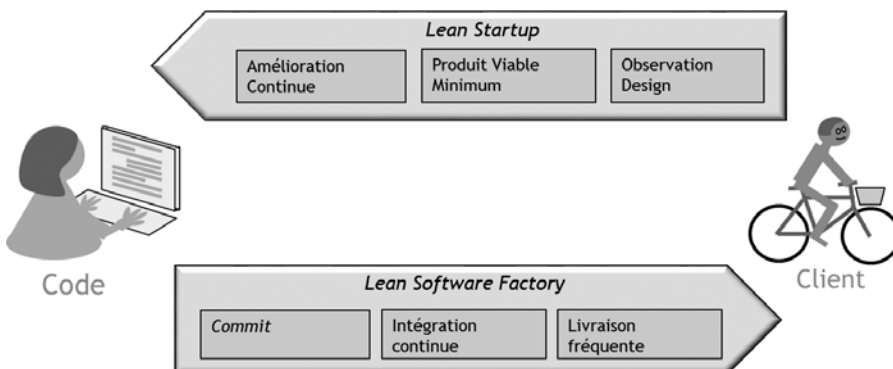 Lean Startup
Amélioration
Continue
Produit Viable
Minimum
Observation
Design
Code
Client
Lean Software Factory
Commit
Intégration
continue
Livraison
fréquente